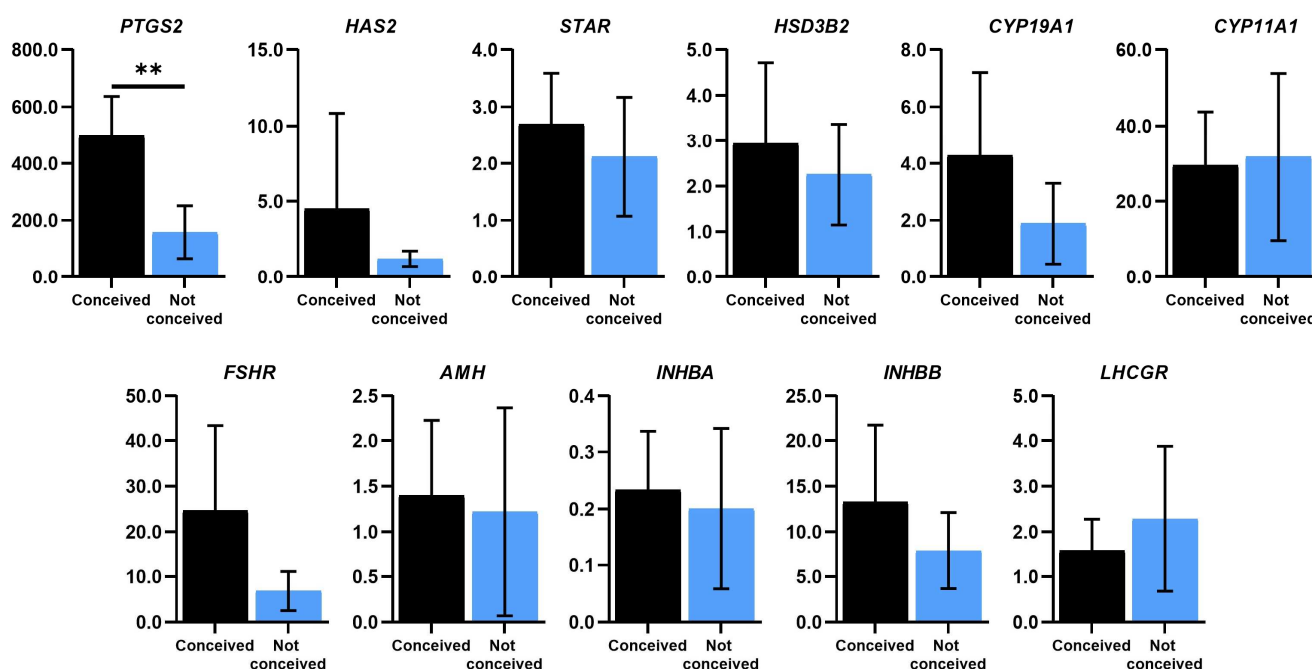 PTGS2 HAS2 STAR HSD3B2 CYP19A1 CYP11A1
800.0 15.0 4.0 5.0 8.0 60.0
**
600.0 10.0 3.0 4.0 6.0 40.0
400.0 5.0 2.0 3.0 4.0 20.0
200.0 0.0 1.0 2.0 2.0 0.0
0.0 0.0 1.0 0.0
0.0
Conceived Not Conceived Not Conceived Not Conceived Not Conceived Not Conceived Not
conceived conceived conceived conceived conceived conceived
FSHR AMH INHBA INHBB LHCGR
50.0 2.5 0.4 25.0 5.0
40.0 2.0 0.3 20.0 4.0
30.0 1.5 0.2 15.0 3.0
20.0 1.0 0.1 10.0 2.0
10.0 0.5 0.0 5.0 1.0
0.0 0.0 0.0 0.0
Conceived Not Conceived Not Conceived Not Conceived Not Conceived Not
conceived conceived conceived conceived conceived